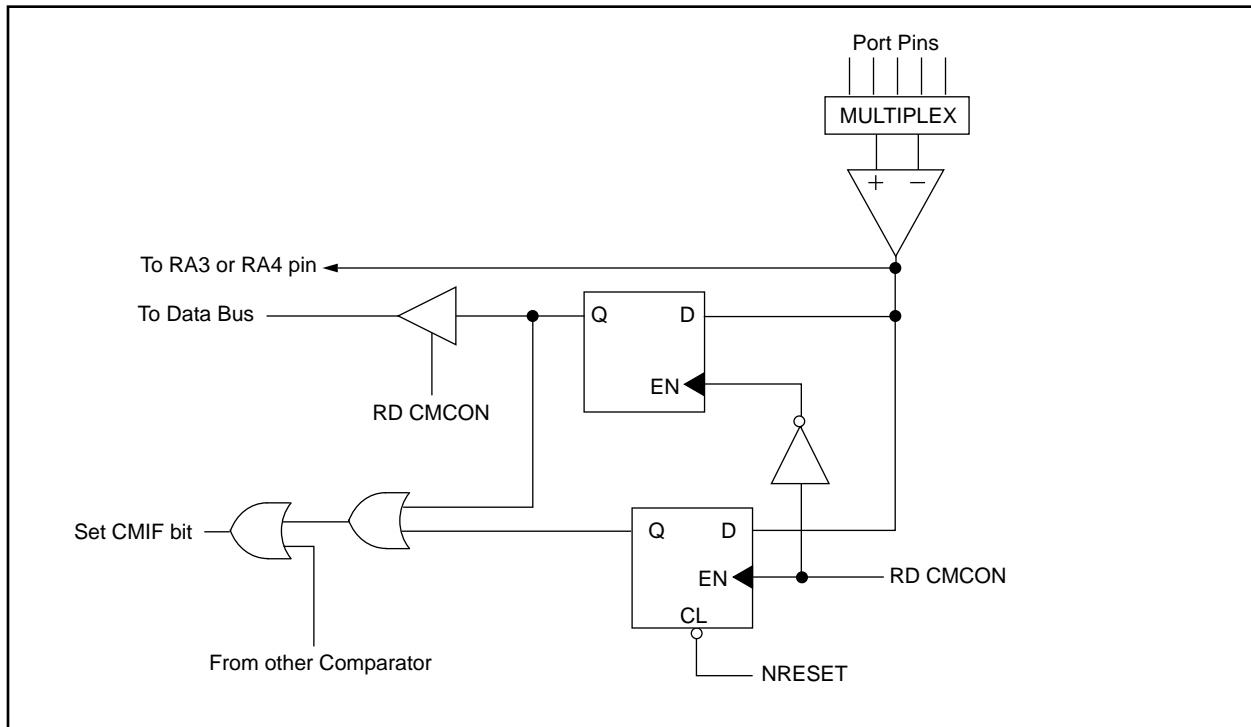 Port Pins
MULTIPLEX
+ −
To RA3 or RA4 pin
To Data Bus
Q D
EN
RD CMCON
Set CMIF bit
Q D
EN
RD CMCON
CL
From other Comparator
NRESET